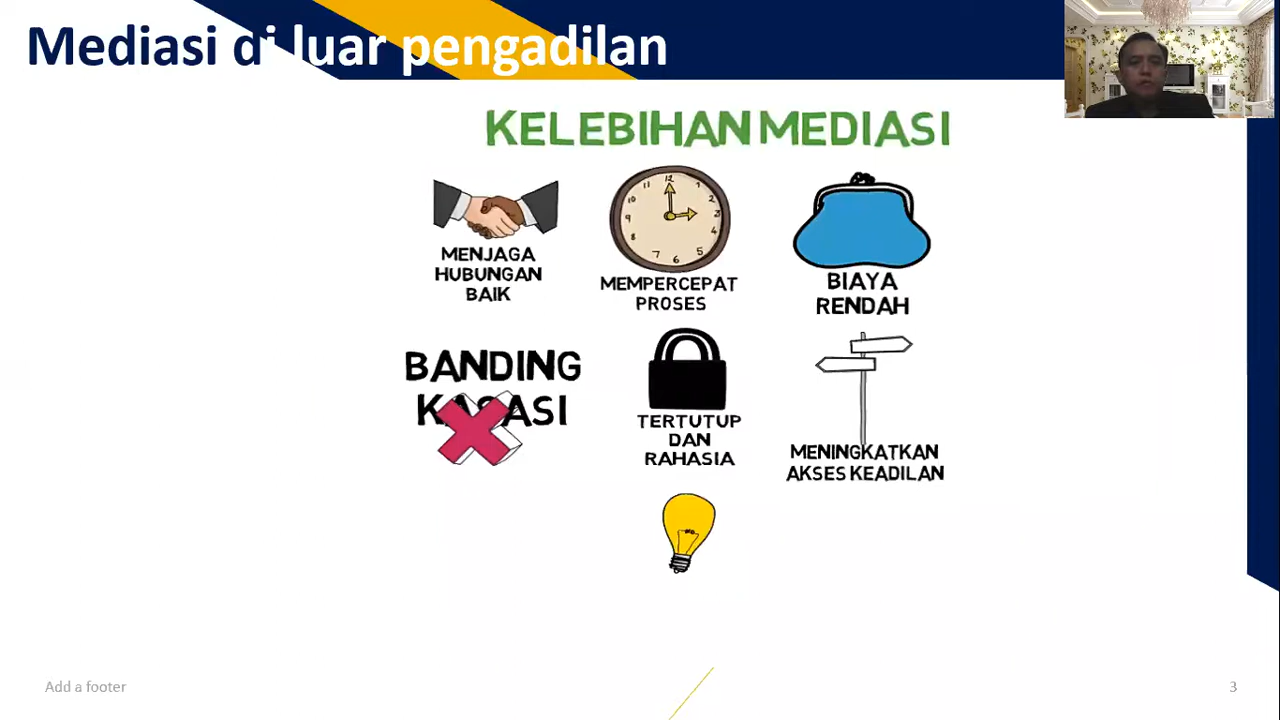 Mediasi di luar pengadilan
KELEBIHAN MEDIASI
MENJAGA
HUBUNGAN
BAIK
MEMPERCEPAT
PROSES
BIAYA
RENDAH
BANDING
KASASI
TERTUTUP
DAN
RAHASIA
MENINGKATKAN
AKSES KEADILAN
Add a footer
3